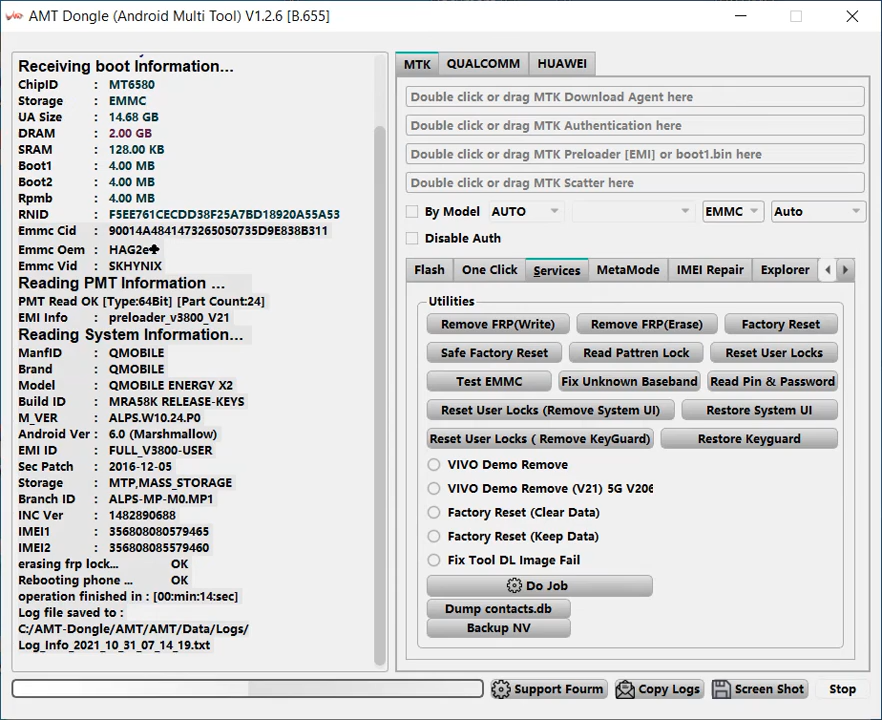 AMT Dongle (Android Multi Tool) V1.2.6 [B.655]
Receiving boot Information...
ChipID : MT6580
Storage : EMMC
UA Size : 14.68 GB
DRAM : 2.00 GB
SRAM : 128.00 KB
Boot1 : 4.00 MB
Boot2 : 4.00 MB
Rpmb : 4.00 MB
RNID : F5EE761CECDD38F25A7BD18920A55A53
Emmc Cid : 90014A4841473265050735D9E838B311
Emmc Oem : HAG2e♣
Emmc Vid : SKHYNIX
Reading PMT Information ...
PMT Read OK [Type:64Bit] [Part Count:24]
EMI Info : preloader_v3800_V21
Reading System Information...
ManfID : QMOBILE
Brand : QMOBILE
Model : QMOBILE ENERGY X2
Build ID : MRA58K RELEASE-KEYS
M_VER : ALPS.W10.24.P0
Android Ver : 6.0 (Marshmallow)
EMI ID : FULL_V3800-USER
Sec Patch : 2016-12-05
Storage : MTP,MASS_STORAGE
Branch ID : ALPS-MP-M0.MP1
INC Ver : 1482890688
IMEI1 : 356808080579465
IMEI2 : 356808085579460
erasing frp lock... OK
Rebooting phone ... OK
operation finished in : [00:min:14:sec]
Log file saved to :
C:/AMT-Dongle/AMT/AMT/Data/Logs/
Log_Info_2021_10_31_07_14_19.txt
MTK QUALCOMM HUAWEI
Double click or drag MTK Download Agent here
Double click or drag MTK Authentication here
Double click or drag MTK Preloader [EMI] or boot1.bin here
Double click or drag MTK Scatter here
By Model AUTO EMMC Auto
Disable Auth
Flash One Click Services MetaMode IMEI Repair Explorer
Utilities
Remove FRP(Write) Remove FRP(Erase) Factory Reset
Safe Factory Reset Read Pattren Lock Reset User Locks
Test EMMC Fix Unknown Baseband Read Pin & Password
Reset User Locks (Remove System UI) Restore System UI
Reset User Locks ( Remove KeyGuard) Restore Keyguard
VIVO Demo Remove
VIVO Demo Remove (V21) 5G V206
Factory Reset (Clear Data)
Factory Reset (Keep Data)
Fix Tool DL Image Fail
Do Job
Dump contacts.db
Backup NV
Support Fourm Copy Logs Screen Shot Stop